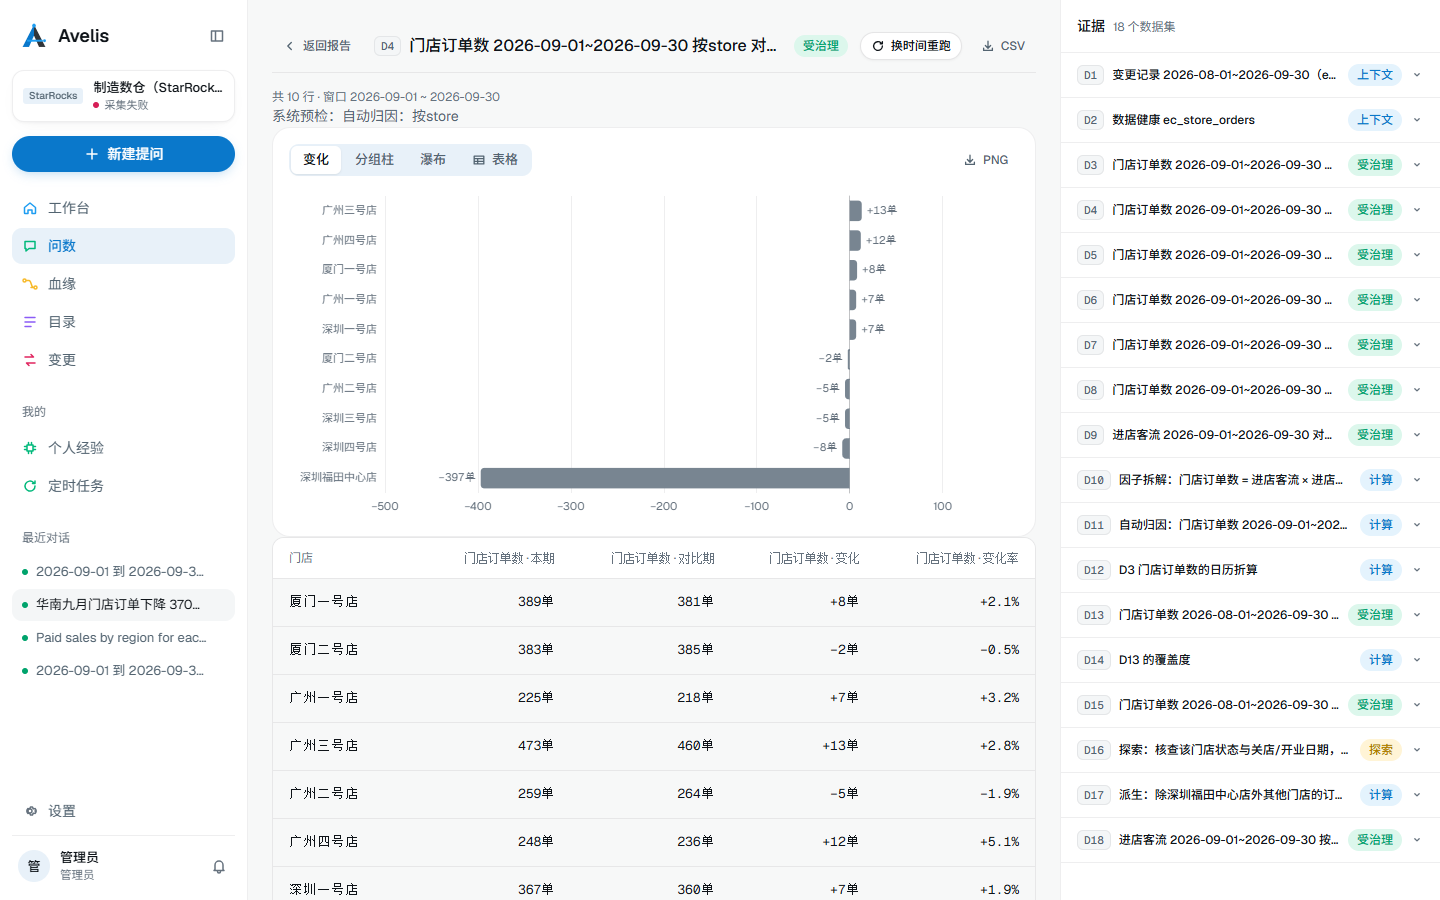 Avelis
StarRocks
制造数仓（StarRock...
采集失败
新建提问
工作台
问数
血缘
目录
变更
我的
个人经验
定时任务
最近对话
2026-09-01 到 2026-09-3...
华南九月门店订单下降 370...
Paid sales by region for eac...
2026-09-01 到 2026-09-3...
设置
管
管理员
管理员
返回报告
D4
门店订单数 2026-09-01~2026-09-30 按store 对...
受治理
换时间重跑
CSV
共 10 行 · 窗口 2026-09-01 ~ 2026-09-30
系统预检：自动归因：按store
变化
分组柱
瀑布
表格
PNG
广州三号店 +13单
广州四号店 +12单
厦门一号店 +8单
广州一号店 +7单
深圳一号店 +7单
厦门二号店 −2单
广州二号店 −5单
深圳三号店 −5单
深圳四号店 −8单
深圳福田中心店 −397单
−500 −400 −300 −200 −100 0 100
门店 门店订单数·本期 门店订单数·对比期 门店订单数·变化 门店订单数·变化率
厦门一号店 389单 381单 +8单 +2.1%
厦门二号店 383单 385单 −2单 −0.5%
广州一号店 225单 218单 +7单 +3.2%
广州三号店 473单 460单 +13单 +2.8%
广州二号店 259单 264单 −5单 −1.9%
广州四号店 248单 236单 +12单 +5.1%
深圳一号店 367单 360单 +7单 +1.9%
证据 18 个数据集
D1 变更记录 2026-08-01~2026-09-30（e... 上下文
D2 数据健康 ec_store_orders 上下文
D3 门店订单数 2026-09-01~2026-09-30 ... 受治理
D4 门店订单数 2026-09-01~2026-09-30 ... 受治理
D5 门店订单数 2026-09-01~2026-09-30 ... 受治理
D6 门店订单数 2026-09-01~2026-09-30 ... 受治理
D7 门店订单数 2026-09-01~2026-09-30 ... 受治理
D8 门店订单数 2026-09-01~2026-09-30 ... 受治理
D9 进店客流 2026-09-01~2026-09-30 对... 受治理
D10 因子拆解：门店订单数 = 进店客流 × 进店... 计算
D11 自动归因：门店订单数 2026-09-01~202... 计算
D12 D3 门店订单数的日历折算 计算
D13 门店订单数 2026-08-01~2026-09-30 ... 受治理
D14 D13 的覆盖度 计算
D15 门店订单数 2026-08-01~2026-09-30 ... 受治理
D16 探索：核查该门店状态与关店/开业日期，... 探索
D17 派生：除深圳福田中心店外其他门店的订... 计算
D18 进店客流 2026-09-01~2026-09-30 按... 受治理